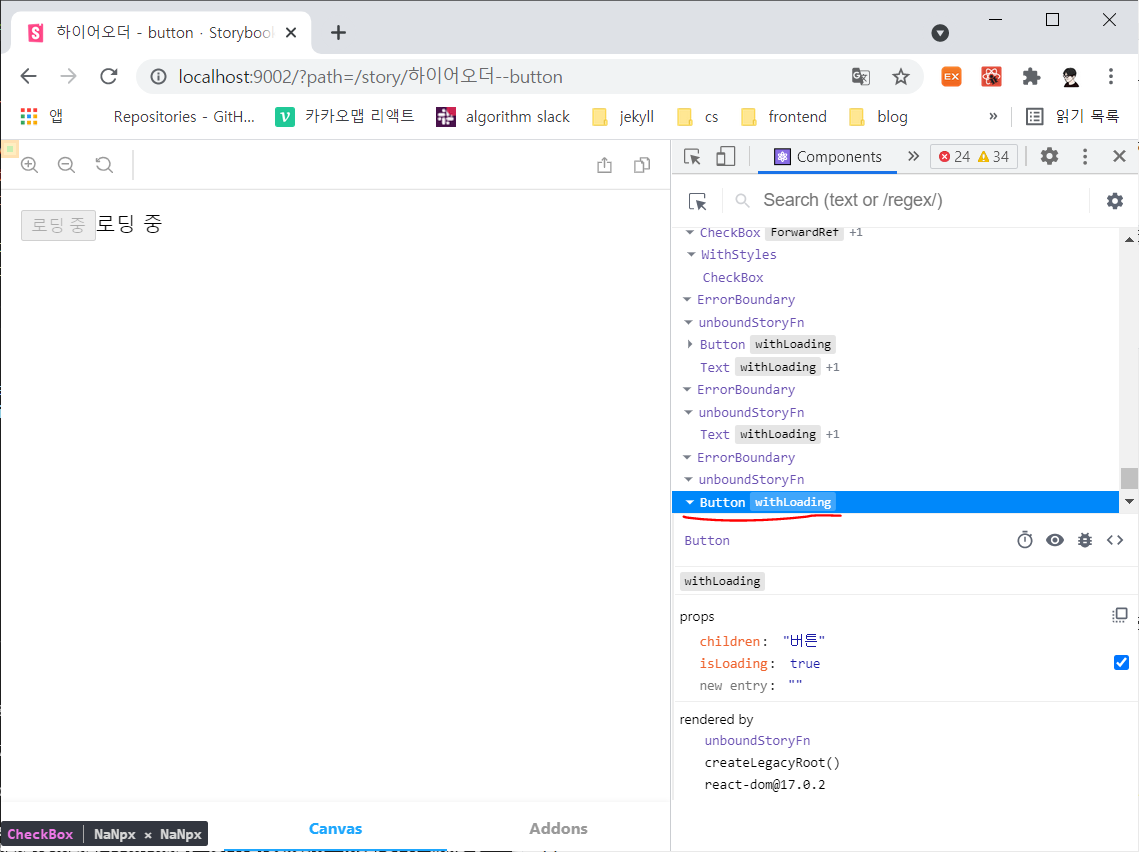 하이어오더 - button · Storyboo
localhost:9002/?path=/story/하이어오더--button
EX
앱
Repositories - GitH...
카카오맵 리액트
algorithm slack
jekyll
cs
frontend
blog
»
읽기 목록
로딩 중 로딩 중
Components
»
24
34
Search (text or /regex/)
CheckBox ForwardRef +1
WithStyles
CheckBox
ErrorBoundary
unboundStoryFn
Button withLoading
Text withLoading +1
ErrorBoundary
unboundStoryFn
Text withLoading +1
ErrorBoundary
unboundStoryFn
Button withLoading
Button
withLoading
props
children: "버튼"
isLoading: true
new entry: ""
rendered by
unboundStoryFn
createLegacyRoot()
react-dom@17.0.2
Canvas
Addons
CheckBox | NaNpx × NaNpx